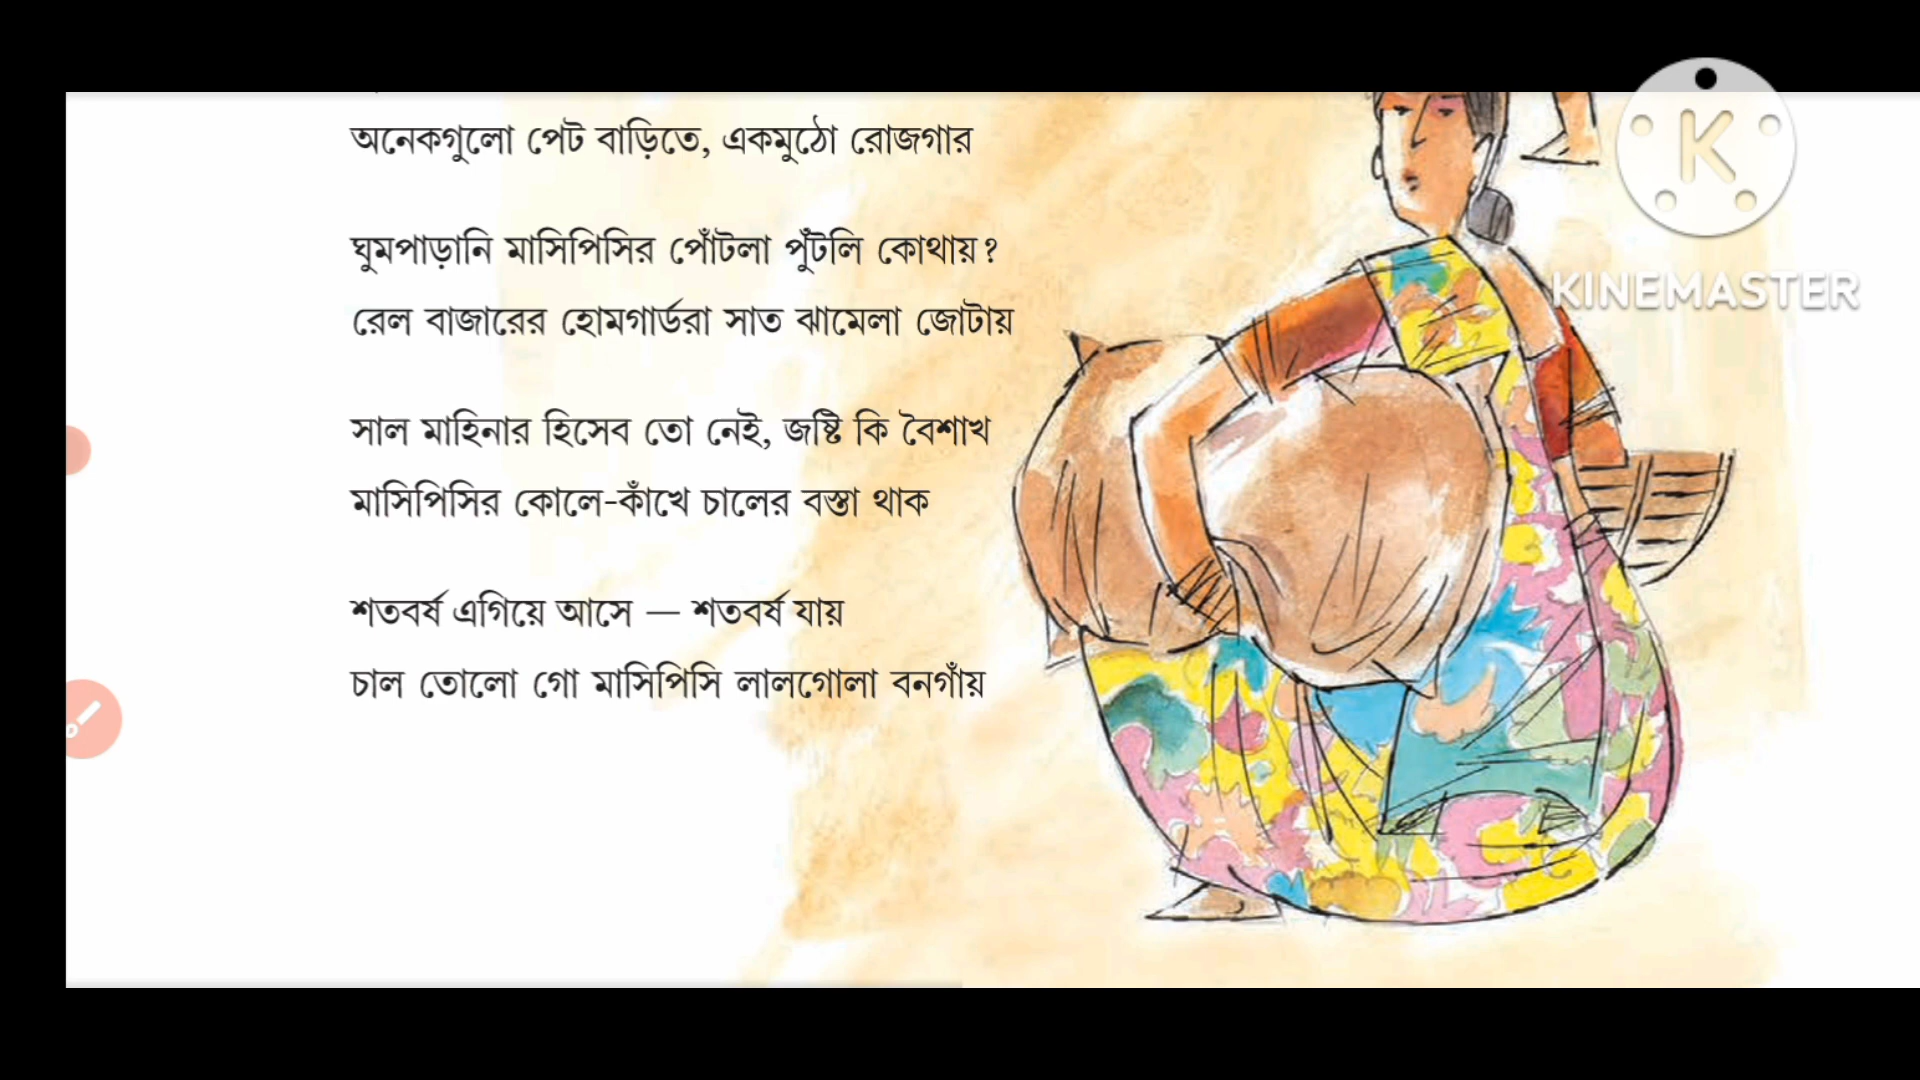 অনেকগুলো পেট বাড়িতে, একমুঠো রোজগার
ঘুমপাড়ানি মাসিপিসির পোঁটলা পুঁটলি কোথায়?
রেল বাজারের হোমগার্ডরা সাত ঝামেলা জোটায়
সাল মাহিনার হিসেব তো নেই, জষ্টি কি বৈশাখ
মাসিপিসির কোলে-কাঁখে চালের বস্তা থাক
শতবর্ষ এগিয়ে আসে — শতবর্ষ যায়
চাল তোলো গো মাসিপিসি লালগোলা বনগাঁয়
K
KINEMASTER